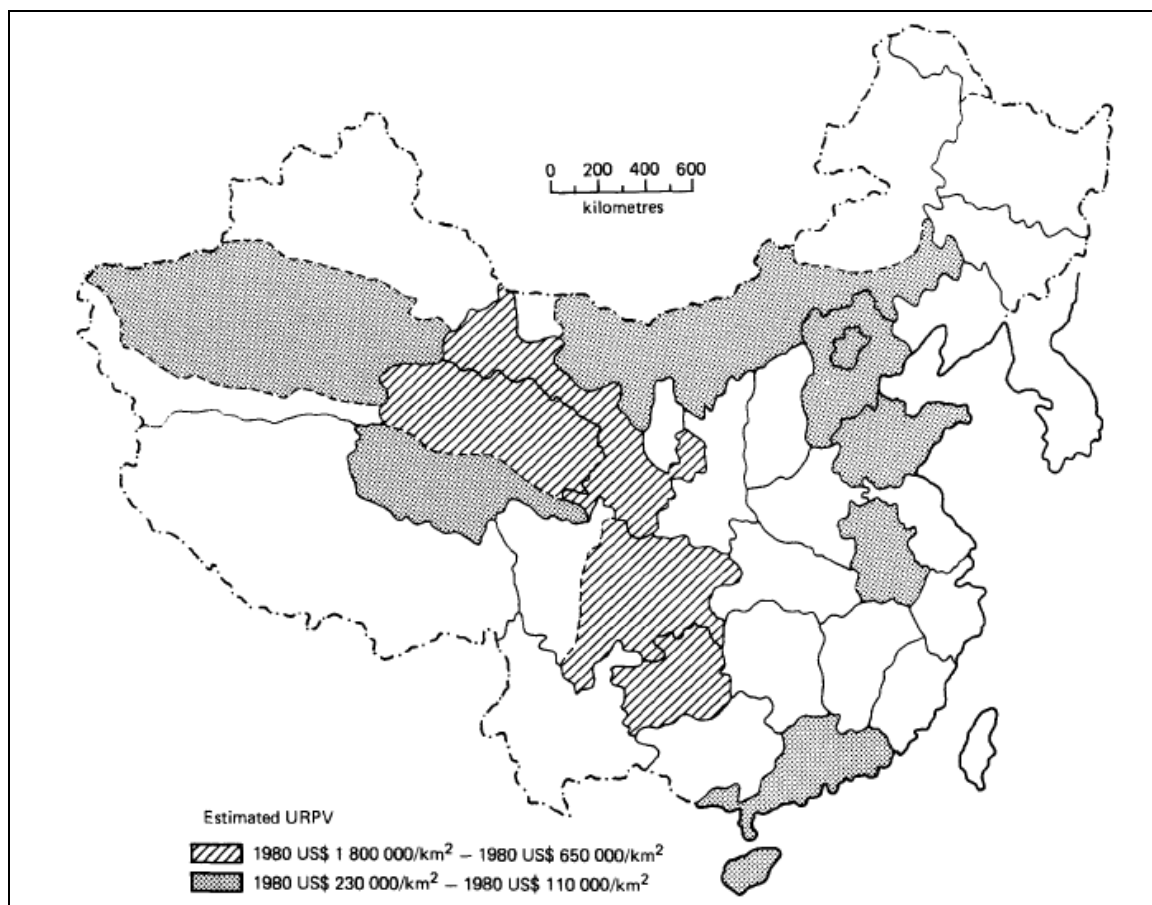 0 200 400 600
kilometres
Estimated URPV
1980 US$ 1 800 000/km² – 1980 US$ 650 000/km²
1980 US$ 230 000/km² – 1980 US$ 110 000/km²